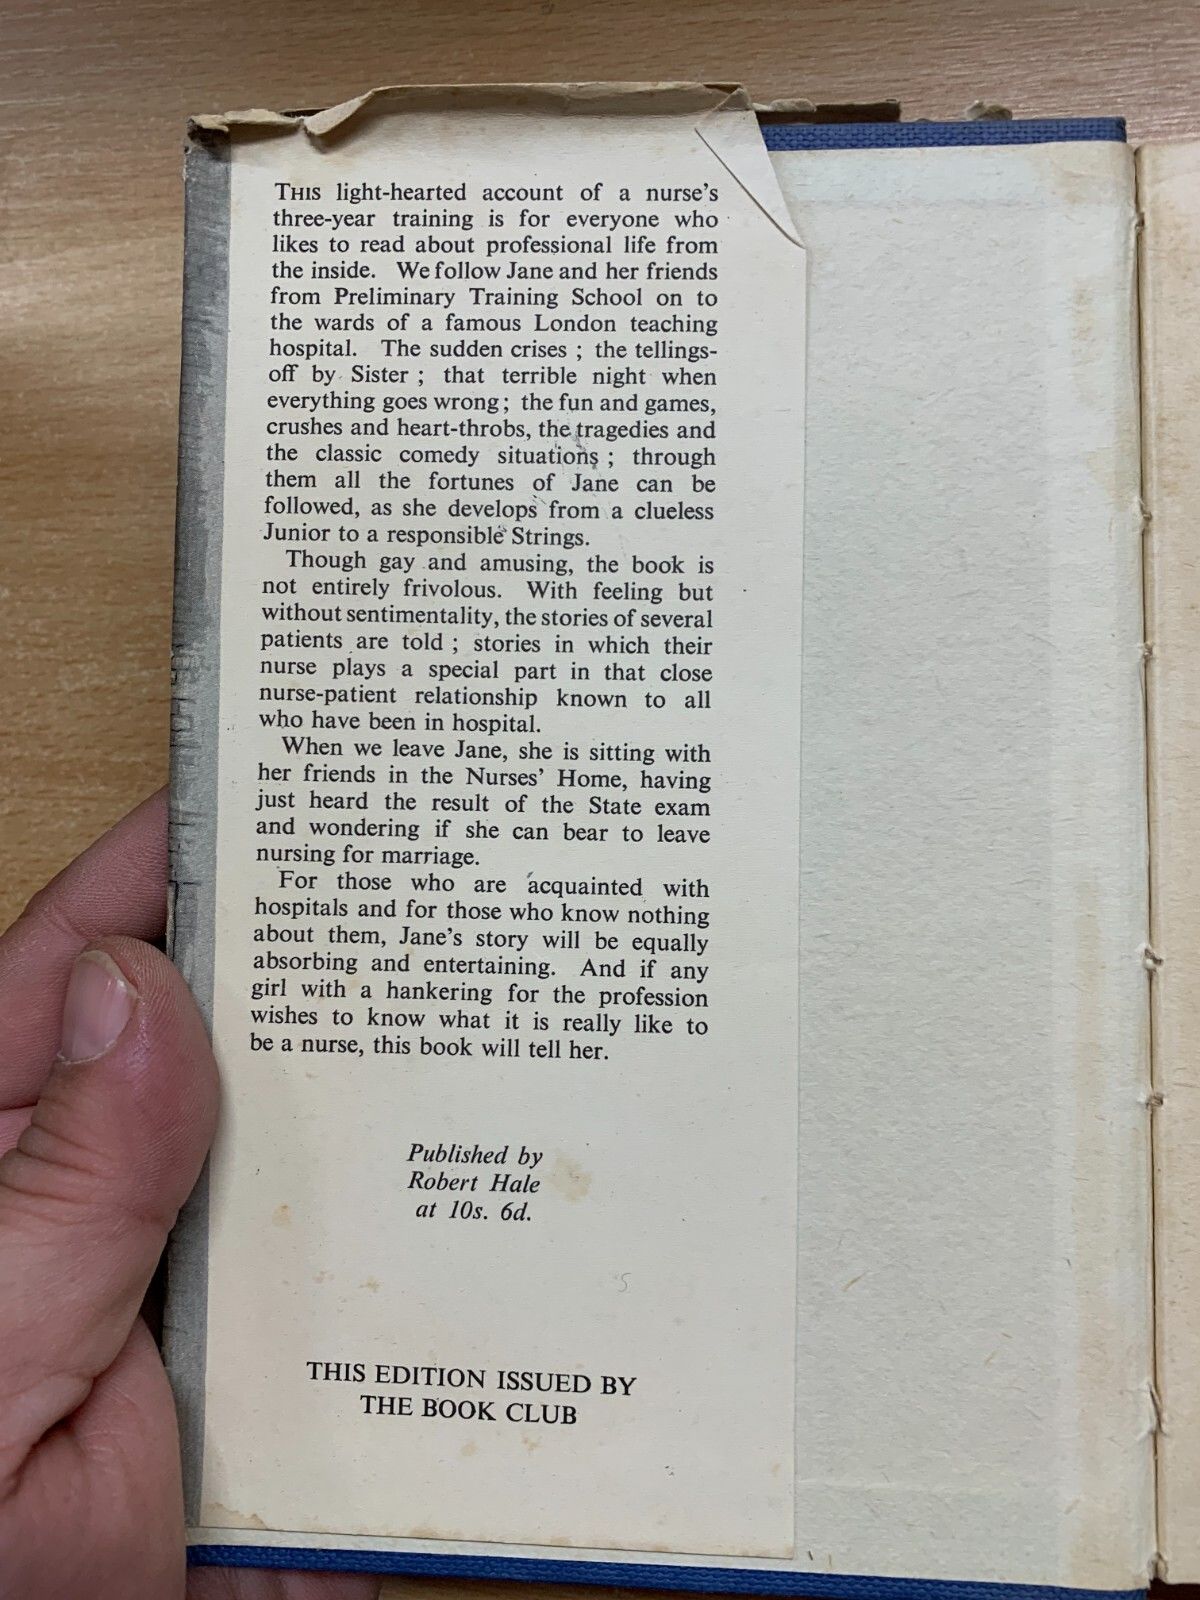 THIS light-hearted account of a nurse's
three-year training is for everyone who
likes to read about professional life from
the inside. We follow Jane and her friends
from Preliminary Training School on to
the wards of a famous London teaching
hospital. The sudden crises ; the tellings-
off by Sister ; that terrible night when
everything goes wrong ; the fun and games,
crushes and heart-throbs, the tragedies and
the classic comedy situations ; through
them all the fortunes of Jane can be
followed, as she develops from a clueless
Junior to a responsible Strings.
Though gay and amusing, the book is
not entirely frivolous. With feeling but
without sentimentality, the stories of several
patients are told ; stories in which their
nurse plays a special part in that close
nurse-patient relationship known to all
who have been in hospital.
When we leave Jane, she is sitting with
her friends in the Nurses' Home, having
just heard the result of the State exam
and wondering if she can bear to leave
nursing for marriage.
For those who are acquainted with
hospitals and for those who know nothing
about them, Jane's story will be equally
absorbing and entertaining. And if any
girl with a hankering for the profession
wishes to know what it is really like to
be a nurse, this book will tell her.
Published by
Robert Hale
at 10s. 6d.
THIS EDITION ISSUED BY
THE BOOK CLUB